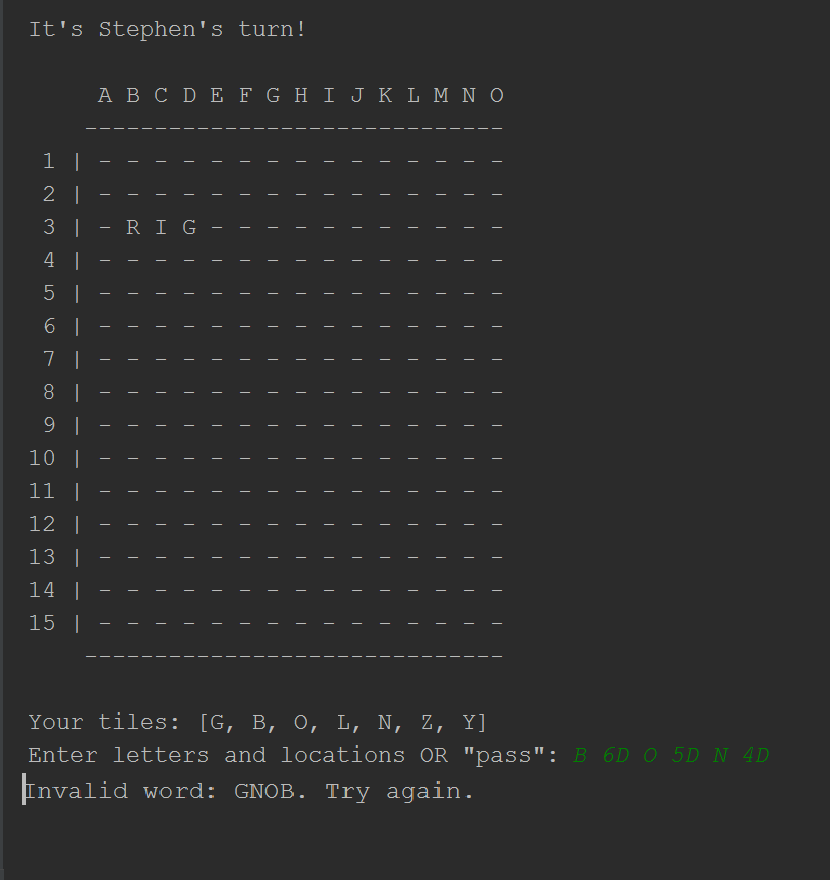 It's Stephen's turn!
A B C D E F G H I J K L M N O
------------------------------
1 | - - - - - - - - - - - - - - -
2 | - - - - - - - - - - - - - - -
3 | - R I G - - - - - - - - - - -
4 | - - - - - - - - - - - - - - -
5 | - - - - - - - - - - - - - - -
6 | - - - - - - - - - - - - - - -
7 | - - - - - - - - - - - - - - -
8 | - - - - - - - - - - - - - - -
9 | - - - - - - - - - - - - - - -
10 | - - - - - - - - - - - - - - -
11 | - - - - - - - - - - - - - - -
12 | - - - - - - - - - - - - - - -
13 | - - - - - - - - - - - - - - -
14 | - - - - - - - - - - - - - - -
15 | - - - - - - - - - - - - - - -
------------------------------
Your tiles: [G, B, O, L, N, Z, Y]
Enter letters and locations OR "pass": B 6D O 5D N 4D
Invalid word: GNOB. Try again.